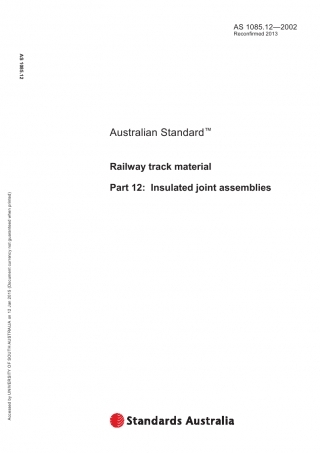 AS 1085.12—2002
Reconfirmed 2013
AS 1085.12
Australian Standard™
Railway track material
Part 12: Insulated joint assemblies
Accessed by UNIVERSITY OF SOUTH AUSTRALIA on 12 Jan 2015 (Document currency not guaranteed when printed)
Standards Australia